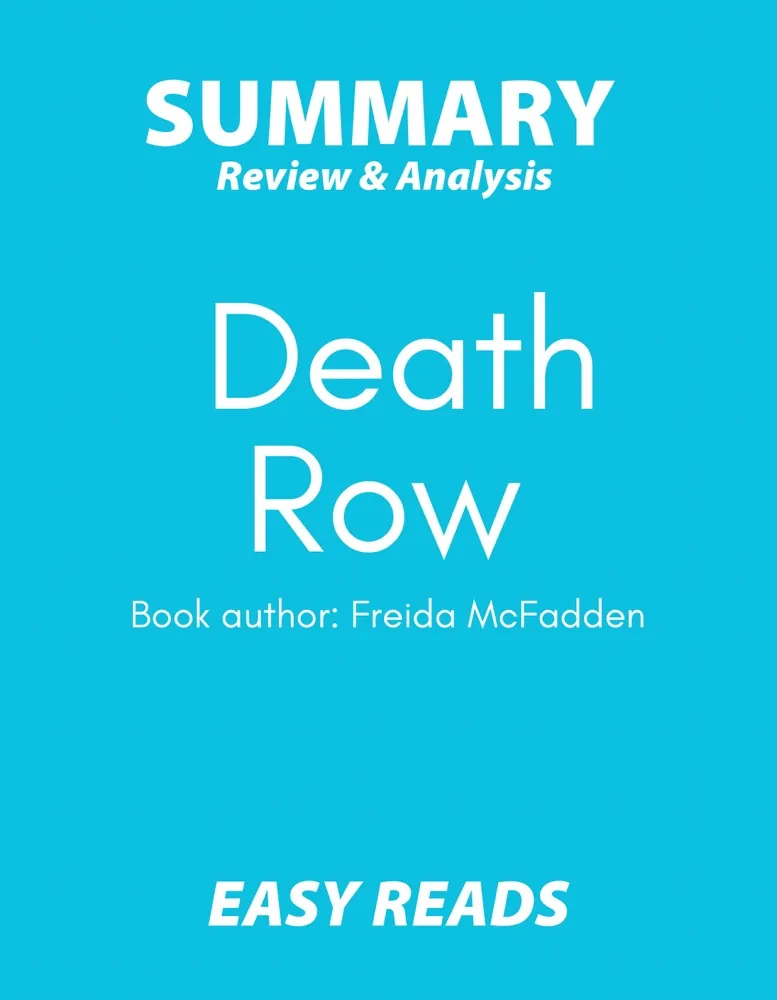 SUMMARY
Review & Analysis
Death
Row
Book author: Freida McFadden
EASY READS